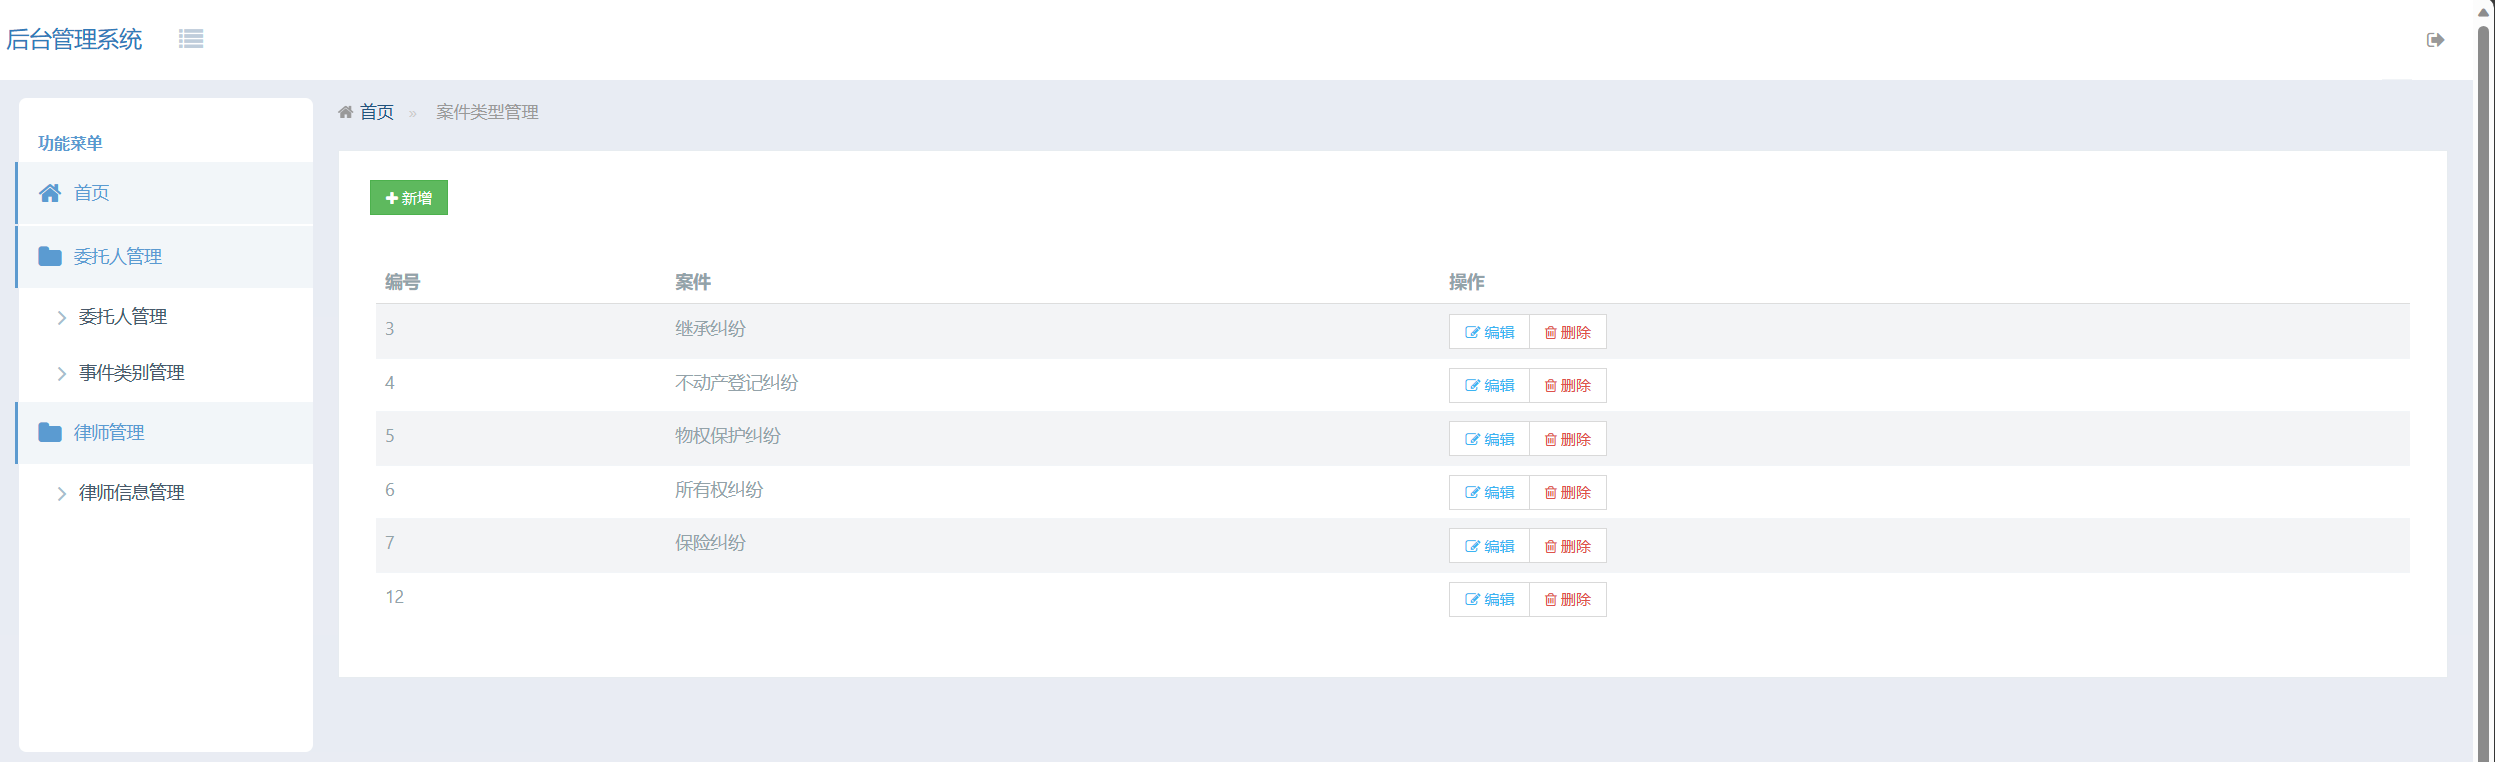 后台管理系统
首页 » 案件类型管理
功能菜单
首页
委托人管理
委托人管理
事件类别管理
律师管理
律师信息管理
新增
编号 案件 操作
3 继承纠纷 编辑 删除
4 不动产登记纠纷 编辑 删除
5 物权保护纠纷 编辑 删除
6 所有权纠纷 编辑 删除
7 保险纠纷 编辑 删除
12 编辑 删除